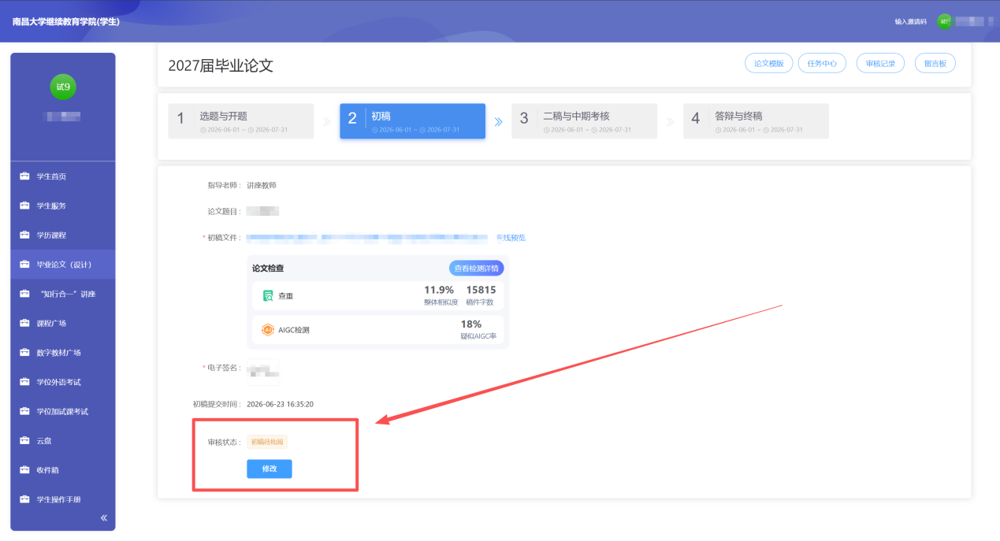 南昌大学继续教育学院(学生)
输入邀请码
试9
试9
学生首页
学生服务
学历课程
毕业论文（设计）
“知行合一”讲座
课程广场
数字教材广场
学位外语考试
学位加试课考试
云盘
收件箱
学生操作手册
2027届毕业论文
论文模版 任务中心 审核记录 留言板
1 选题与开题
2026-06-01 ~ 2026-07-31
2 初稿
2026-06-01 ~ 2026-07-31
3 二稿与中期考核
2026-06-01 ~ 2026-07-31
4 答辩与终稿
2026-06-01 ~ 2026-07-31
指导老师： 讲座教师
论文题目：
* 初稿文件： 线预览
论文检查 查看检测详情
查重 11.9% 15815
整体相似度 稿件字数
AIGC检测 18%
疑似AIGC率
* 电子签名：
初稿提交时间： 2026-06-23 16:35:20
审核状态： 初稿待批阅
修改